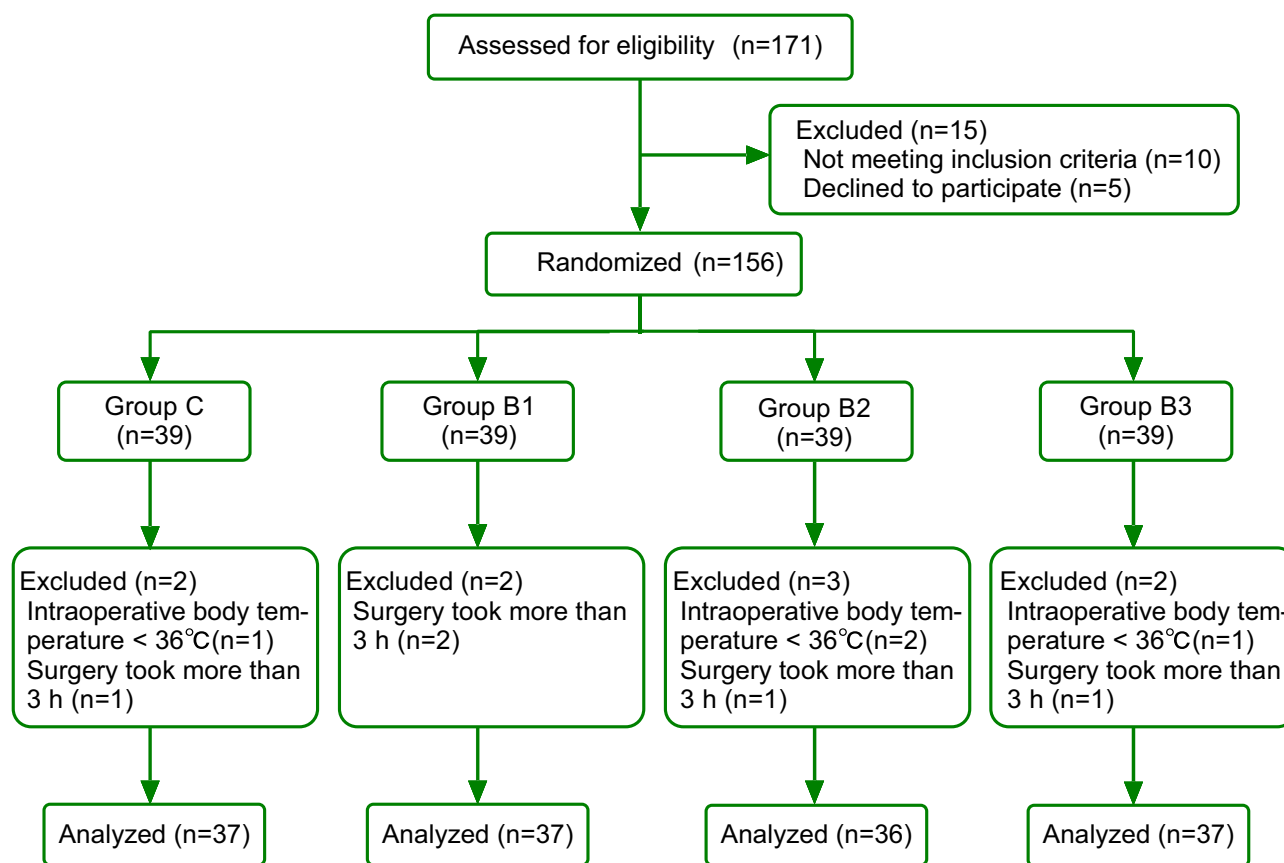 Assessed for eligibility (n=171)
Excluded (n=15)
Not meeting inclusion criteria (n=10)
Declined to participate (n=5)
Randomized (n=156)
Group C
(n=39)
Group B1
(n=39)
Group B2
(n=39)
Group B3
(n=39)
Excluded (n=2)
Intraoperative body tem-
perature < 36℃(n=1)
Surgery took more than
3 h (n=1)
Excluded (n=2)
Surgery took more than
3 h (n=2)
Excluded (n=3)
Intraoperative body tem-
perature < 36℃(n=2)
Surgery took more than
3 h (n=1)
Excluded (n=2)
Intraoperative body tem-
perature < 36℃(n=1)
Surgery took more than
3 h (n=1)
Analyzed (n=37)
Analyzed (n=37)
Analyzed (n=36)
Analyzed (n=37)